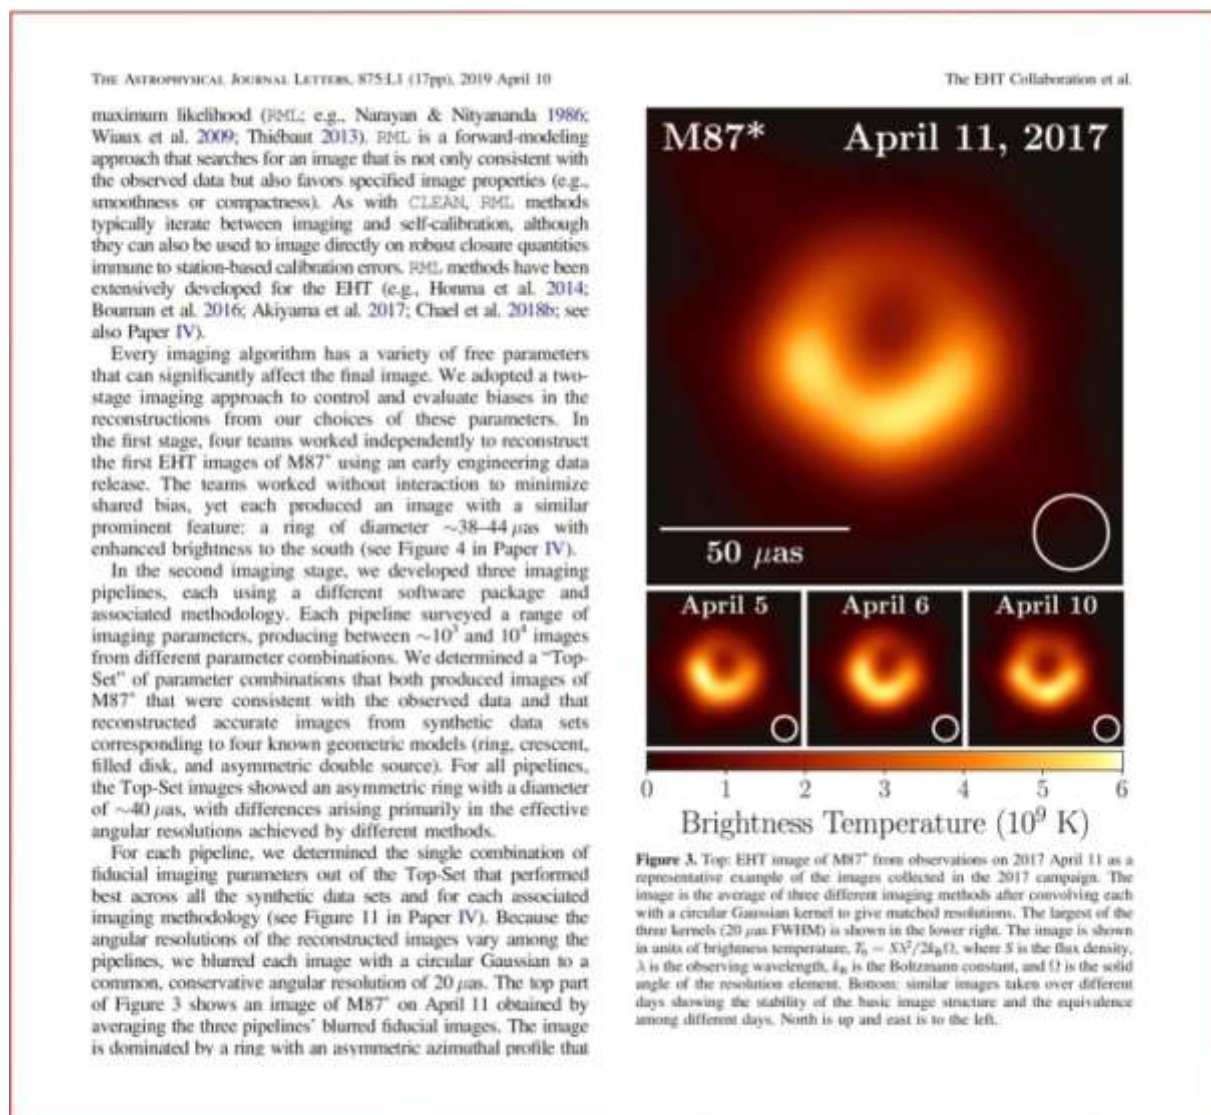 THE ASTROPHYSICAL JOURNAL LETTERS, 875:L1 (17pp), 2019 April 10
The EHT Collaboration et al.
maximum likelihood (RML; e.g., Narayan & Nityananda 1986;
Wiaux et al. 2009; Thiébaut 2013). RML is a forward-modeling
approach that searches for an image that is not only consistent with
the observed data but also favors specified image properties (e.g.,
smoothness or compactness). As with CLEAN, RML methods
typically iterate between imaging and self-calibration, although
they can also be used to image directly on robust closure quantities
immune to station-based calibration errors. RML methods have been
extensively developed for the EHT (e.g., Honma et al. 2014;
Bouman et al. 2016; Akiyama et al. 2017; Chael et al. 2018b; see
also Paper IV).
Every imaging algorithm has a variety of free parameters
that can significantly affect the final image. We adopted a two-
stage imaging approach to control and evaluate biases in the
reconstructions from our choices of these parameters. In
the first stage, four teams worked independently to reconstruct
the first EHT images of M87* using an early engineering data
release. The teams worked without interaction to minimize
shared bias, yet each produced an image with a similar
prominent feature: a ring of diameter ~38–44 μas with
enhanced brightness to the south (see Figure 4 in Paper IV).
In the second imaging stage, we developed three imaging
pipelines, each using a different software package and
associated methodology. Each pipeline surveyed a range of
imaging parameters, producing between ~10³ and 10⁴ images
from different parameter combinations. We determined a “Top-
Set” of parameter combinations that both produced images of
M87* that were consistent with the observed data and that
reconstructed accurate images from synthetic data sets
corresponding to four known geometric models (ring, crescent,
filled disk, and asymmetric double source). For all pipelines,
the Top-Set images showed an asymmetric ring with a diameter
of ~40 μas, with differences arising primarily in the effective
angular resolutions achieved by different methods.
For each pipeline, we determined the single combination of
fiducial imaging parameters out of the Top-Set that performed
best across all the synthetic data sets and for each associated
imaging methodology (see Figure 11 in Paper IV). Because the
angular resolutions of the reconstructed images vary among the
pipelines, we blurred each image with a circular Gaussian to a
common, conservative angular resolution of 20 μas. The top part
of Figure 3 shows an image of M87* on April 11 obtained by
averaging the three pipelines’ blurred fiducial images. The image
is dominated by a ring with an asymmetric azimuthal profile that
M87* April 11, 2017
50 μas
April 5
April 6
April 10
0 1 2 3 4 5 6
Brightness Temperature (10⁹ K)
Figure 3. Top: EHT image of M87* from observations on 2017 April 11 as a
representative example of the images collected in the 2017 campaign. The
image is the average of three different imaging methods after convolving each
with a circular Gaussian kernel to give matched resolutions. The largest of the
three kernels (20 μas FWHM) is shown in the lower right. The image is shown
in units of brightness temperature, T_b = Sλ²/2k_BΩ, where S is the flux density,
λ is the observing wavelength, k_B is the Boltzmann constant, and Ω is the solid
angle of the resolution element. Bottom: similar images taken over different
days showing the stability of the basic image structure and the equivalence
among different days. North is up and east is to the left.